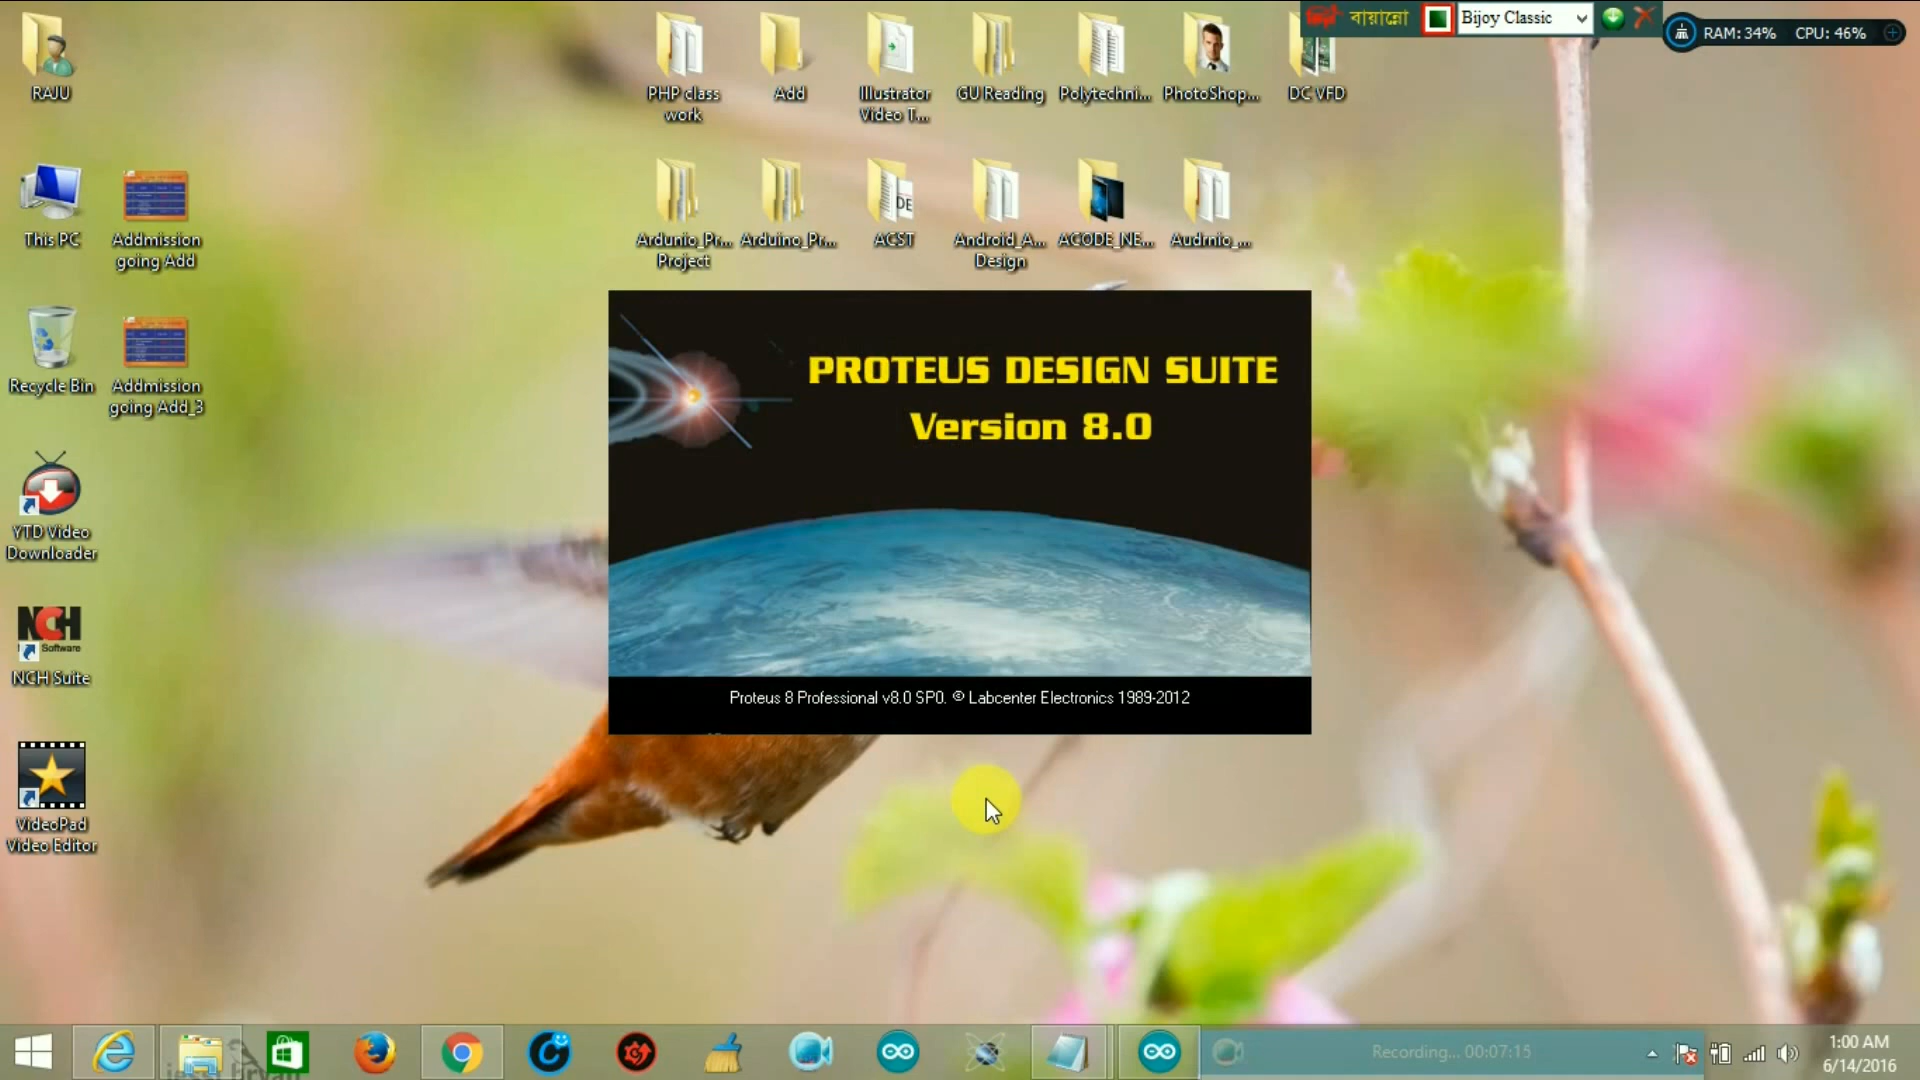 RAJU
PHP class
work
Add
Illustrator
Video T...
GU Reading
Polytechni...
PhotoShop...
DC VFD
বায়ান্নো
Bijoy Classic
RAM: 34%
CPU: 46%
This PC
Addmission
going Add
Ardunio_Pr...
Project
Arduino_Pr...
DE
ACST
Android_A...
Design
ACODE_NE...
Audrnio_...
Recycle Bin
Addmission
going Add_3
PROTEUS DESIGN SUITE
Version 8.0
Proteus 8 Professional v8.0 SP0. © Labcenter Electronics 1989-2012
YTD Video
Downloader
NCH
Software
NCH Suite
VideoPad
Video Editor
Recording... 00:07:15
1:00 AM
6/14/2016